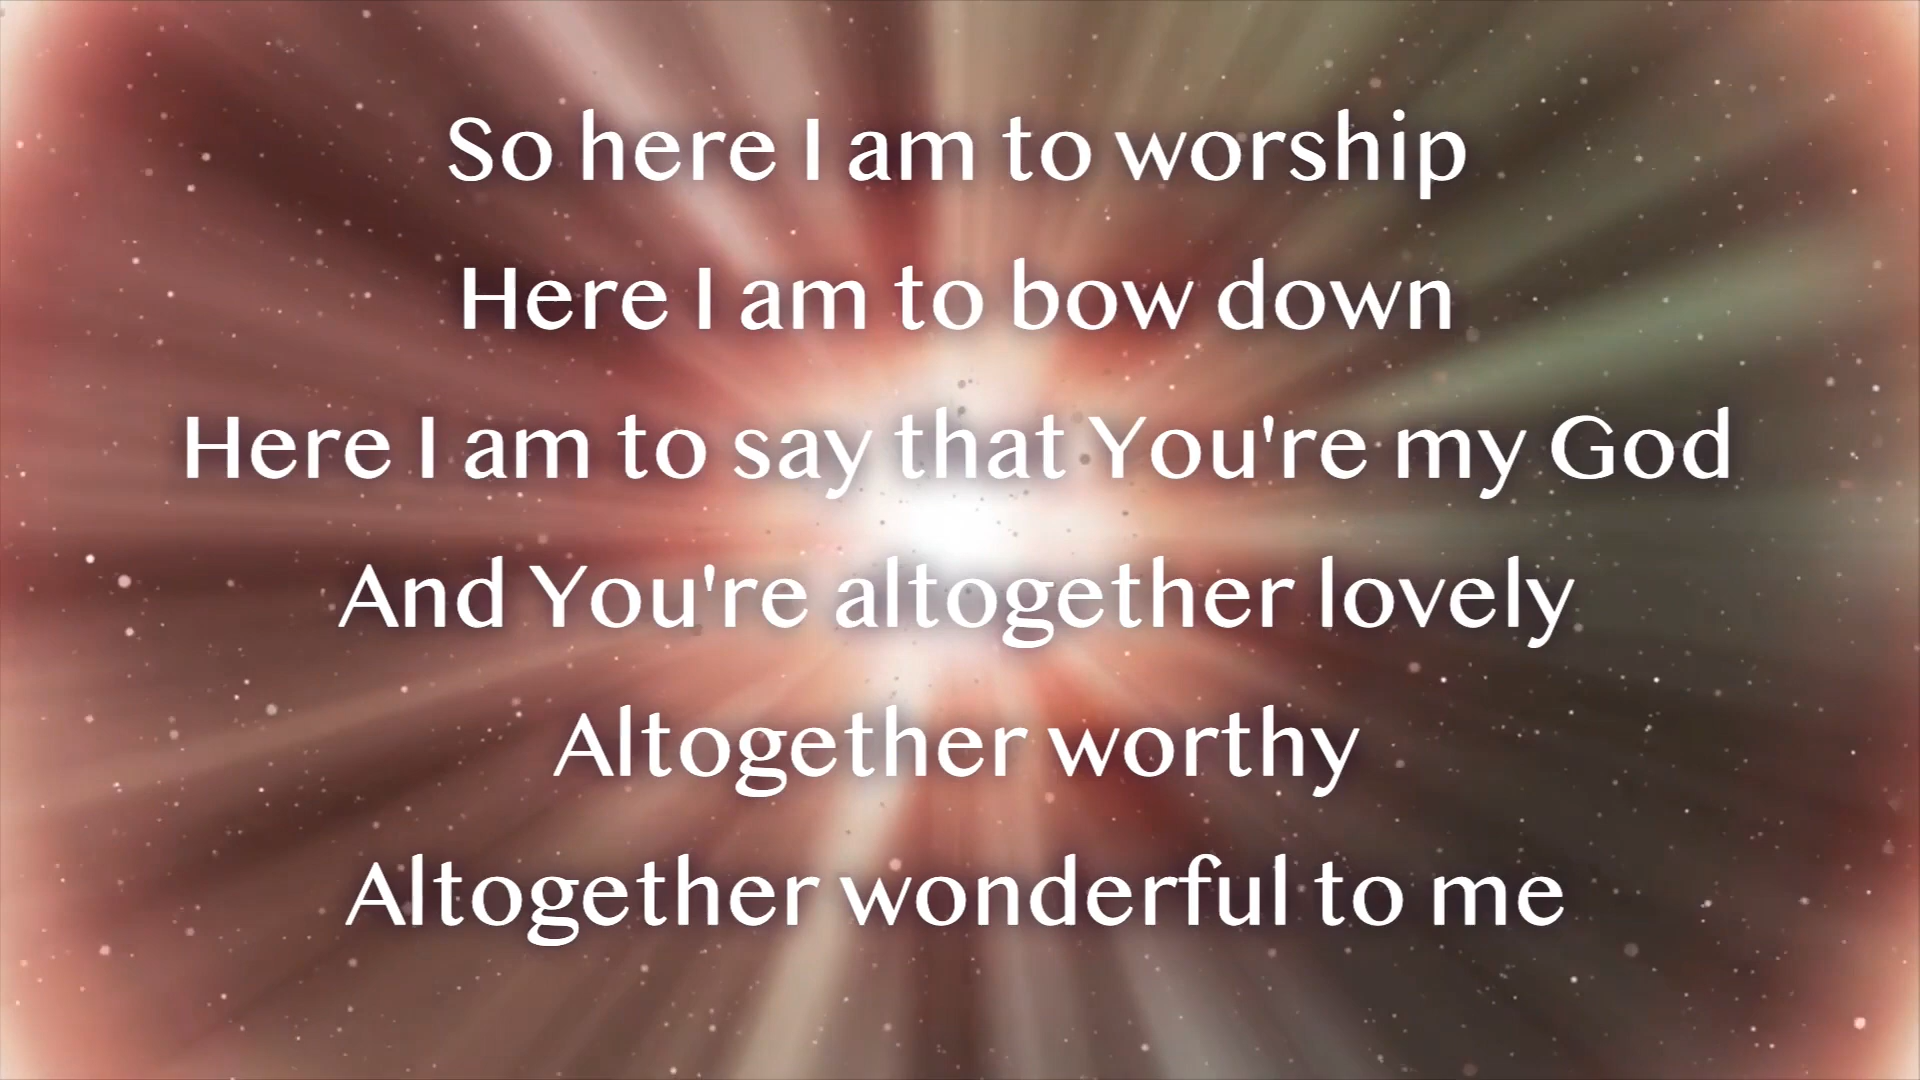 So here I am to worship
Here I am to bow down
Here I am to say that You're my God
And You're altogether lovely
Altogether worthy
Altogether wonderful to me